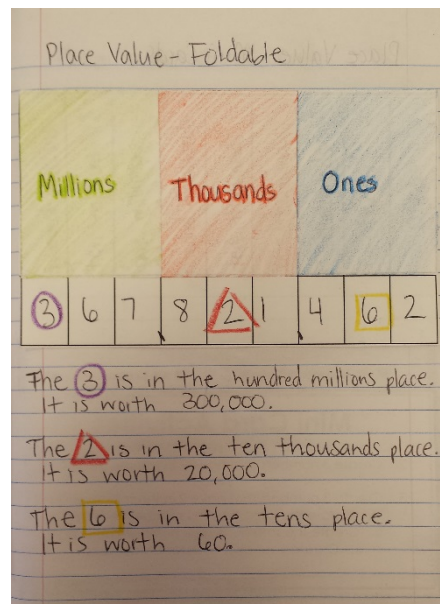 Place Value - Foldable
Millions Thousands Ones
3 6 7, 8 2 1, 4 6 2
The 3 is in the hundred millions place.
It is worth 300,000.
The 2 is in the ten thousands place.
It is worth 20,000.
The 6 is in the tens place.
It is worth 60.